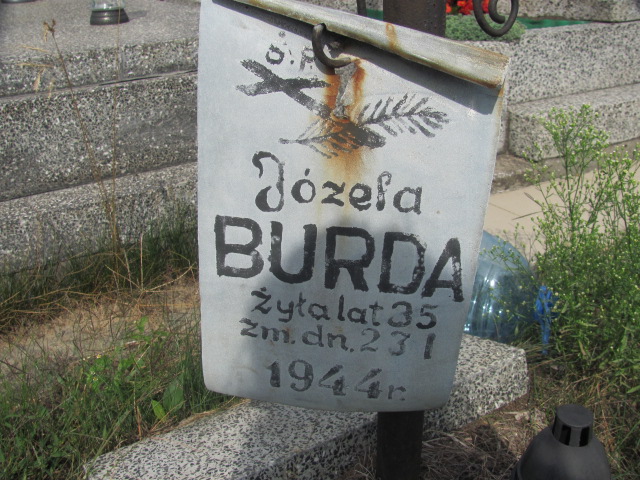 Ś.P.
Józefa
BURDA
Żyła lat 35
zm. dn. 23 I
1944 r.